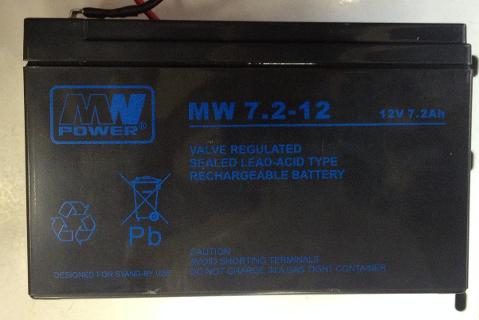 MW
POWER®
MW 7.2-12
12V 7.2Ah
VALVE REGULATED
SEALED LEAD-ACID TYPE
RECHARGEABLE BATTERY
Pb
CAUTION
AVOID SHORTING TERMINALS
DO NOT CHARGE IN A GAS TIGHT CONTAINER
DESIGNED FOR STAND-BY USE